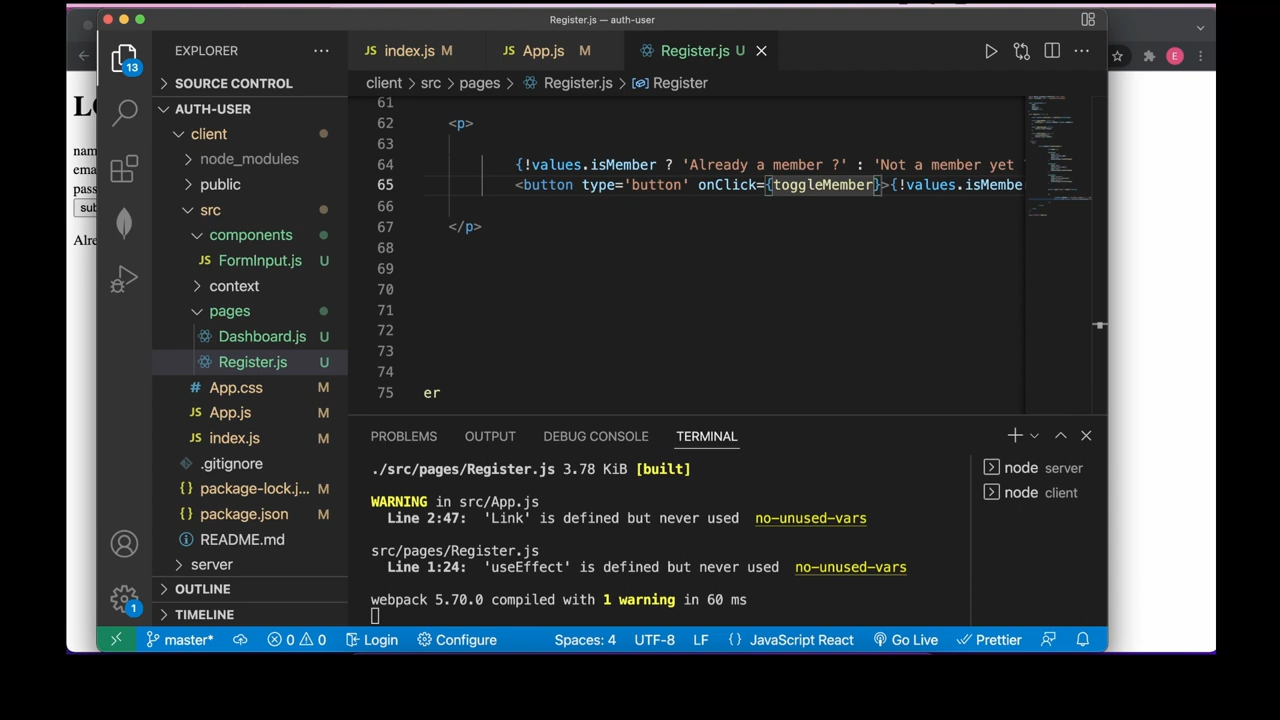 Register.js — auth-user
EXPLORER
index.js M
App.js M
Register.js U
13
SOURCE CONTROL
AUTH-USER
client > src > pages > Register.js > Register
E
client
node_modules
public
src
components
FormInput.js U
context
pages
Dashboard.js U
Register.js U
App.css M
App.js M
index.js M
.gitignore
package-lock.j... M
package.json M
README.md
server
OUTLINE
TIMELINE
1
61
62 <p>
63
64 {!values.isMember ? 'Already a member ?' : 'Not a member yet
65 <button type='button' onClick={toggleMember}>{!values.isMembe
66
67 </p>
68
69
70
71
72
73
74
75 er
PROBLEMS OUTPUT DEBUG CONSOLE TERMINAL
./src/pages/Register.js 3.78 KiB [built]
WARNING in src/App.js
Line 2:47: 'Link' is defined but never used no-unused-vars
src/pages/Register.js
Line 1:24: 'useEffect' is defined but never used no-unused-vars
webpack 5.70.0 compiled with 1 warning in 60 ms
node server
node client
master* 0 0 Login Configure Spaces: 4 UTF-8 LF {} JavaScript React Go Live Prettier